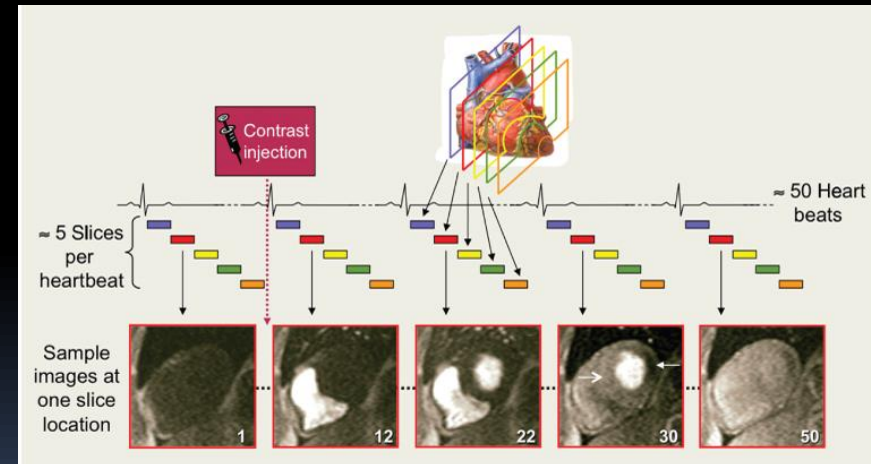 Contrast
injection
≈ 50 Heart
beats
≈ 5 Slices
per
heartbeat
Sample
images at
one slice
location
1
12
22
30
50